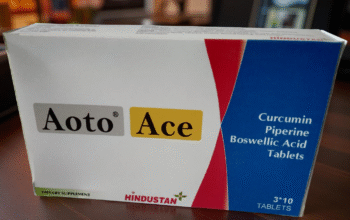 Aoto® Ace
Curcumin
Piperine
Boswellic Acid
Tablets
3*10
TABLETS
HINDUSTAN